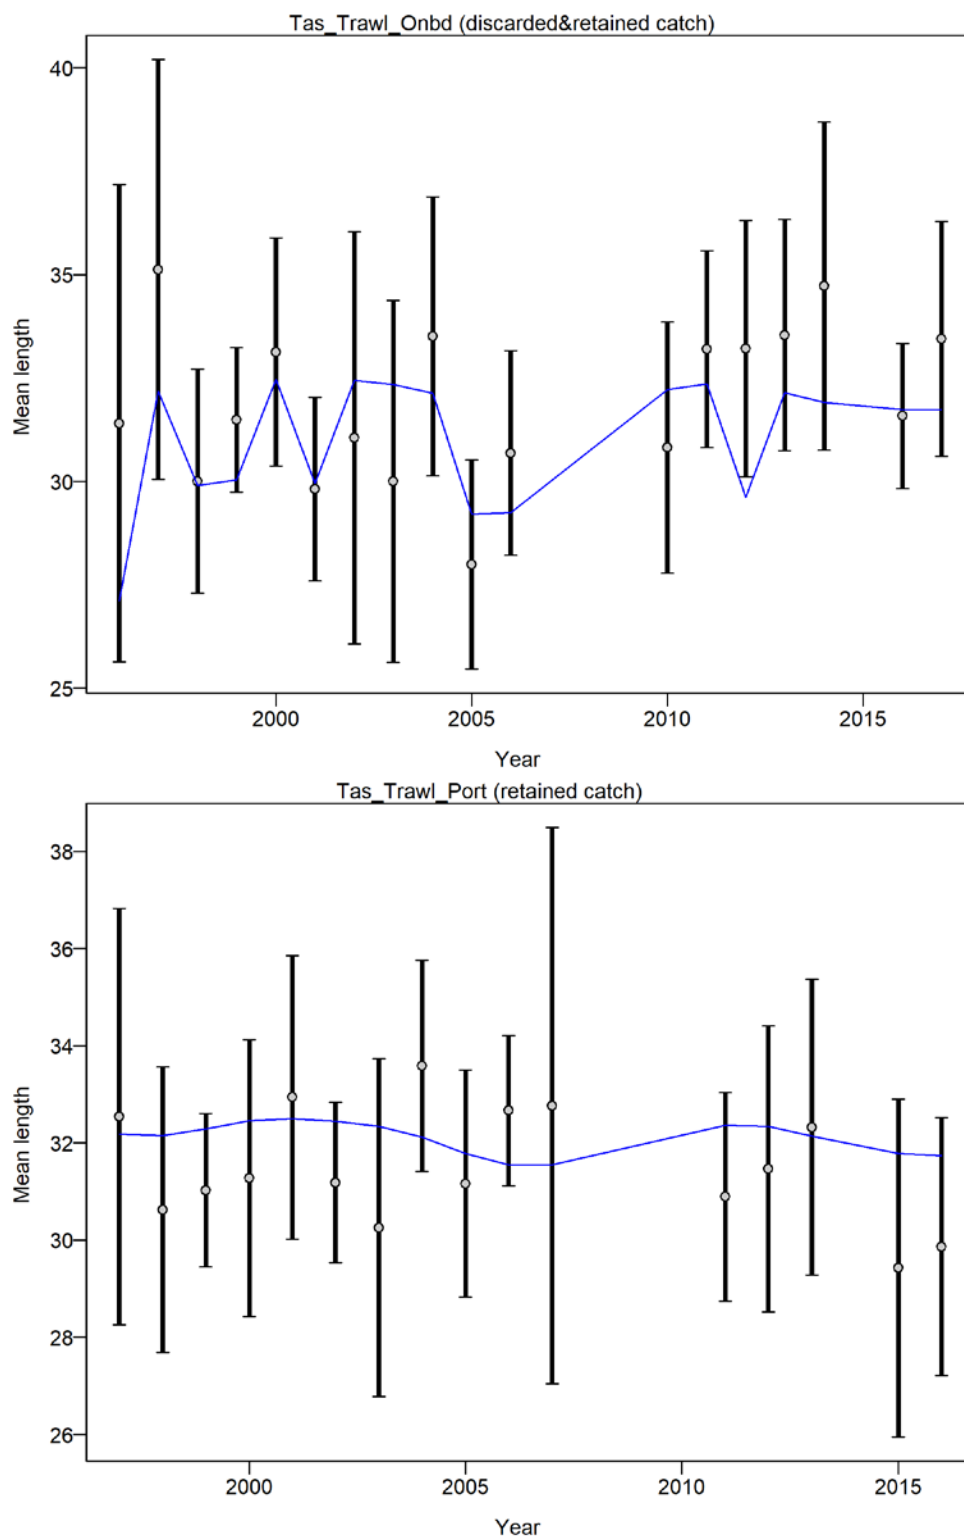 Tas_Trawl_Onbd (discarded&retained catch)
40
35
30
25
Mean length
2000 2005 2010 2015
Year
Tas_Trawl_Port (retained catch)
38
36
34
32
30
28
26
Mean length
2000 2005 2010 2015
Year